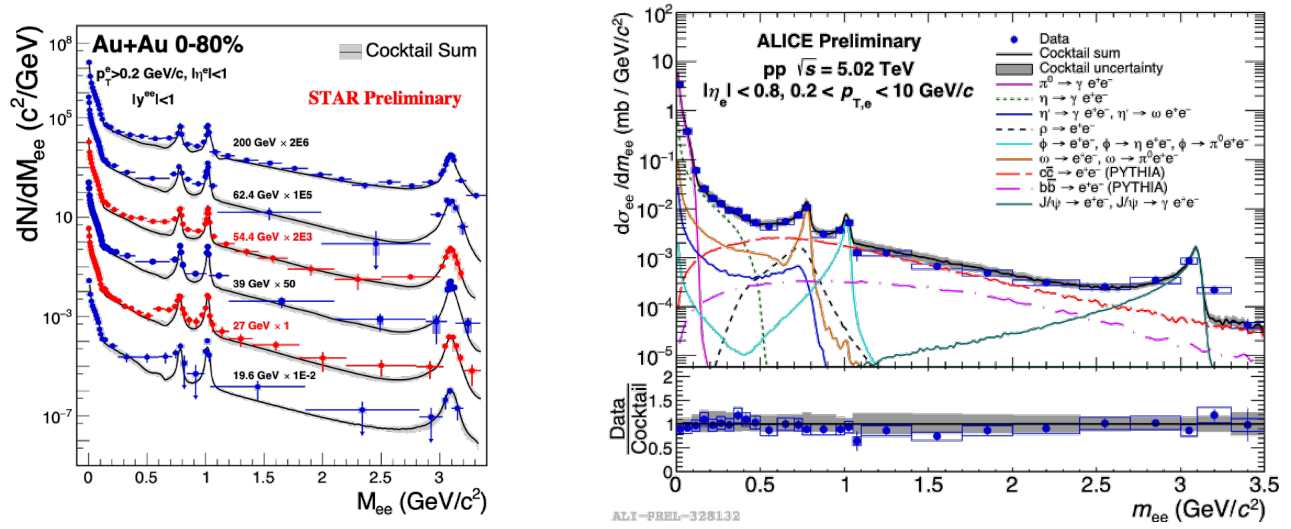 Au+Au 0-80%
Cocktail Sum
p_T^e>0.2 GeV/c, |η^e|<1
|y^ee|<1
STAR Preliminary
200 GeV × 2E6
62.4 GeV × 1E5
54.4 GeV × 2E3
39 GeV × 50
27 GeV × 1
19.6 GeV × 1E-2
dN/dM_ee (c²/GeV)
10⁸
10⁵
10
10⁻³
10⁻⁷
0 0.5 1.0 1.5 2.0 2.5 3.0
M_ee (GeV/c²)
ALICE Preliminary
pp √s = 5.02 TeV
|η_e| < 0.8, 0.2 < p_T,e < 10 GeV/c
Data
Cocktail sum
Cocktail uncertainty
π⁰ → γ e⁺e⁻
η → γ e⁺e⁻
η' → γ e⁺e⁻, η' → ω e⁺e⁻
ρ → e⁺e⁻
ϕ → e⁺e⁻, ϕ → η e⁺e⁻, ϕ → π⁰e⁺e⁻
ω → e⁺e⁻, ω → π⁰e⁺e⁻
cc̅ → e⁺e⁻ (PYTHIA)
bb̅ → e⁺e⁻ (PYTHIA)
J/ψ → e⁺e⁻, J/ψ → γ e⁺e⁻
dσ_ee/dm_ee (mb / GeV/c²)
10²
10
1
10⁻¹
10⁻²
10⁻³
10⁻⁴
10⁻⁵
Data
Cocktail
2
1.5
1
0.5
0
0 0.5 1 1.5 2 2.5 3 3.5
m_ee (GeV/c²)
ALI-PREL-328132